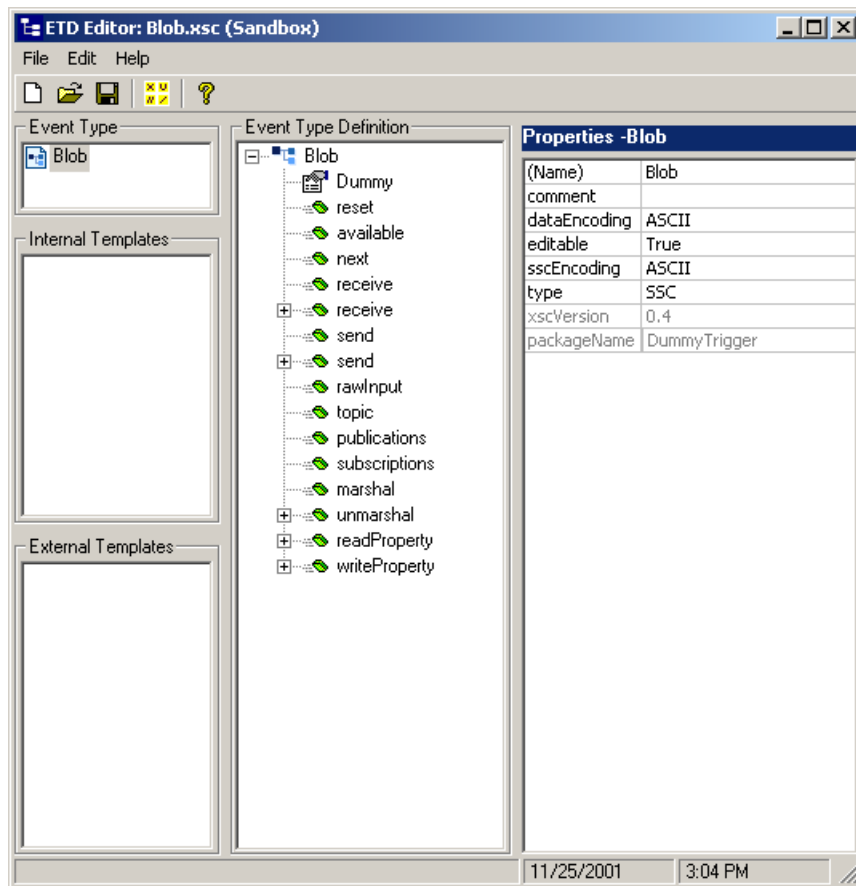 ETD Editor: Blob.xsc (Sandbox)
File Edit Help
Event Type
Blob
Internal Templates
External Templates
Event Type Definition
Blob
Dummy
reset
available
next
receive
receive
send
send
rawInput
topic
publications
subscriptions
marshal
unmarshal
readProperty
writeProperty
Properties -Blob
(Name) Blob
comment
dataEncoding ASCII
editable True
sscEncoding ASCII
type SSC
xscVersion 0.4
packageName DummyTrigger
11/25/2001 3:04 PM